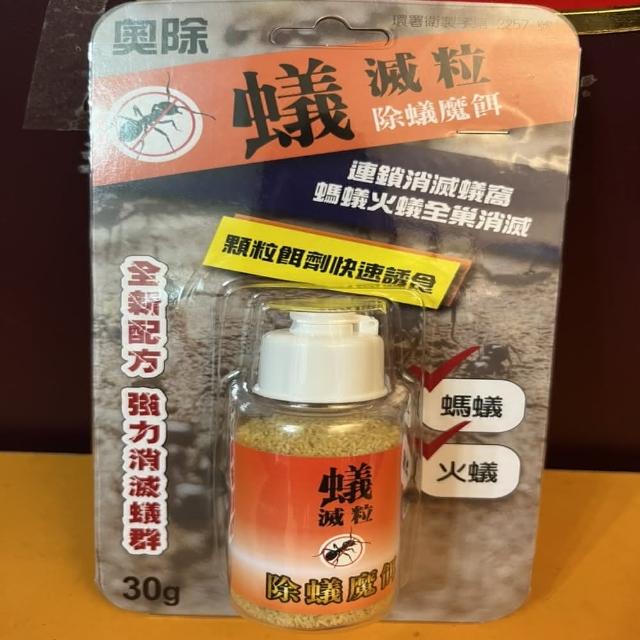 奧除
環署衛製字第 2257 號
蟻滅粒
除蟻魔餌
連鎖消滅蟻窩
螞蟻火蟻全巢消滅
顆粒餌劑快速誘食
全新配方 強力消滅蟻群
螞蟻
火蟻
蟻
滅粒
除蟻魔餌
30g